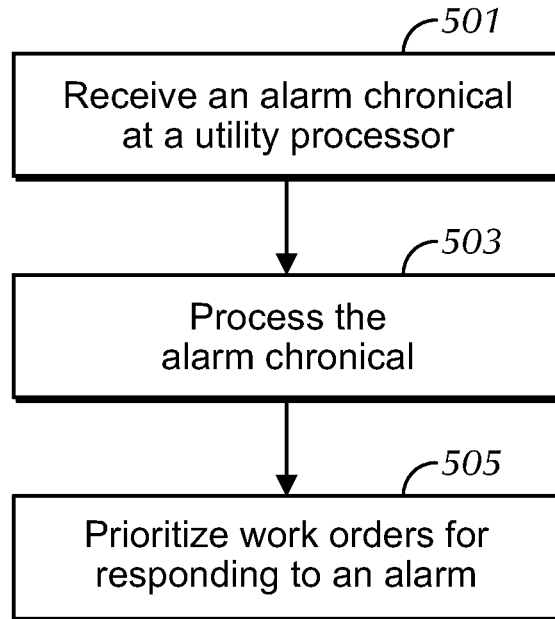 501
Receive an alarm chronical
at a utility processor
503
Process the
alarm chronical
505
Prioritize work orders for
responding to an alarm